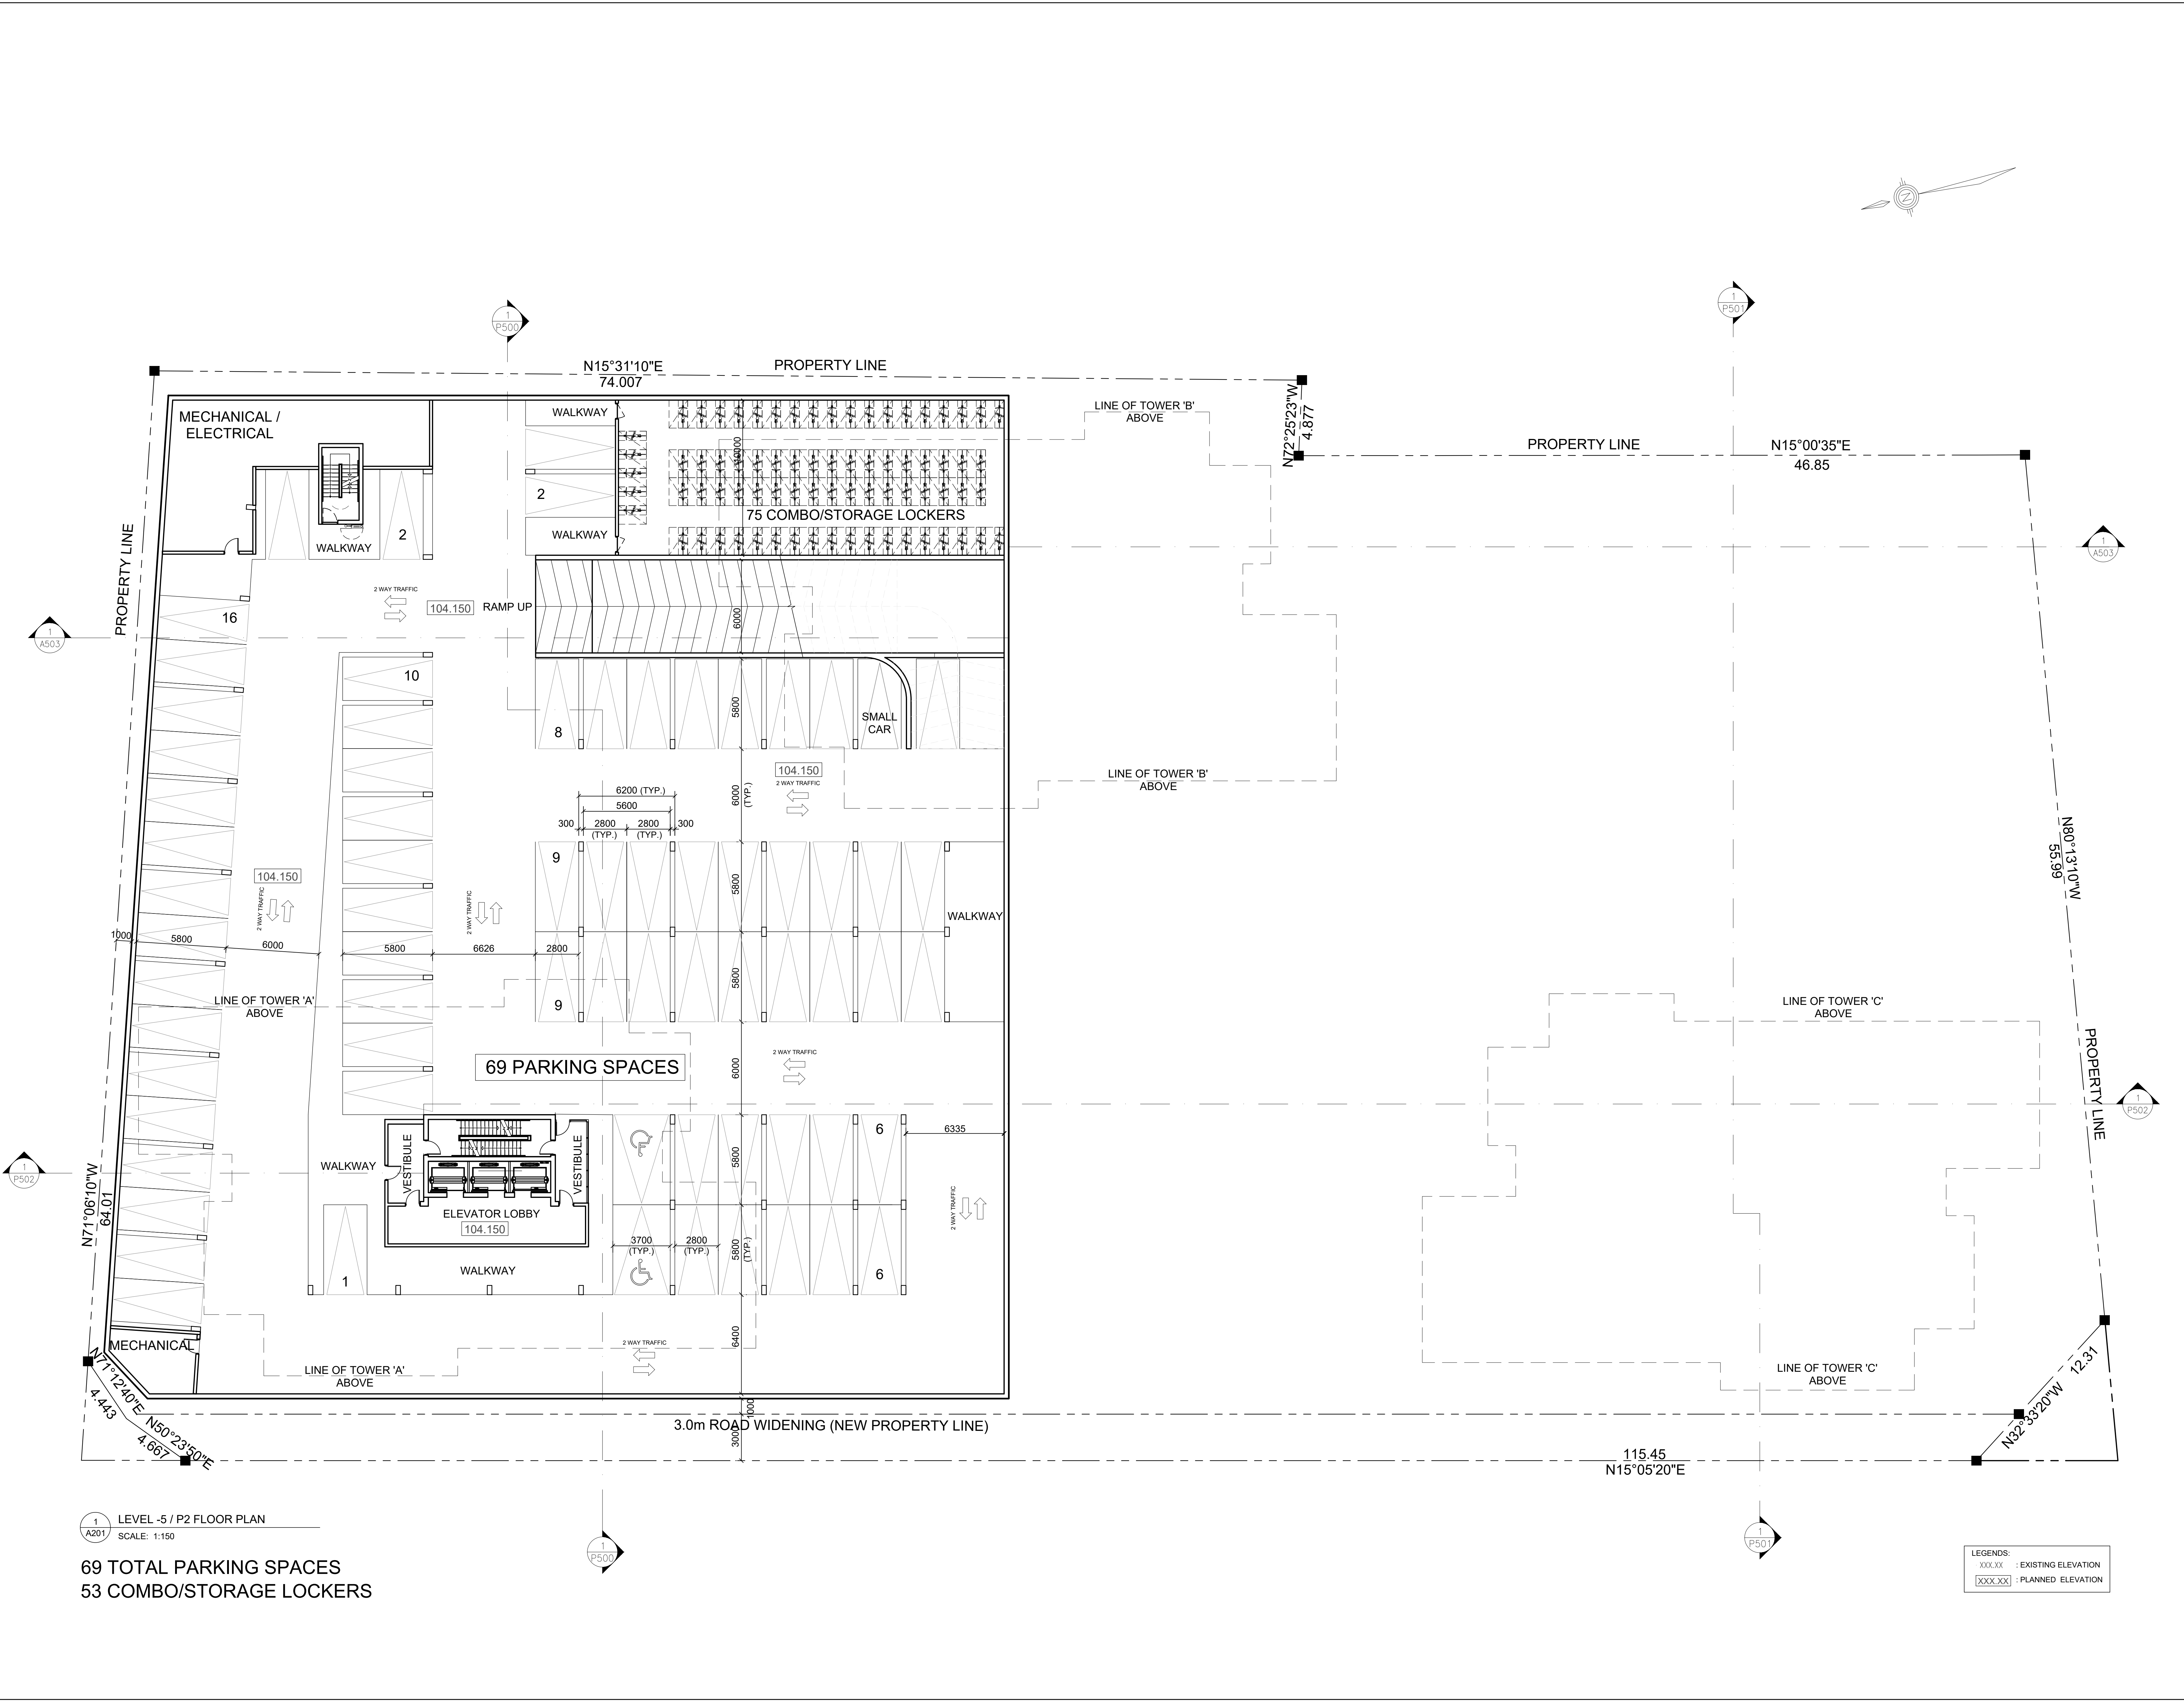 1
P500
1
P501
N15°31'10"E
74.007
PROPERTY LINE
N72°25'23"W
4.877
PROPERTY LINE
N15°00'35"E
46.85
MECHANICAL /
ELECTRICAL
WALKWAY
LINE OF TOWER 'B'
ABOVE
10000
2
75 COMBO/STORAGE LOCKERS
WALKWAY
2
WALKWAY
PROPERTY LINE
1
A503
2 WAY TRAFFIC
104.150
RAMP UP
6000
16
1
A503
10
5800
SMALL
CAR
8
104.150
2 WAY TRAFFIC
LINE OF TOWER 'B'
ABOVE
6200 (TYP.)
5600
300
2800
(TYP.)
2800
(TYP.)
300
6000
(TYP.)
9
N80°13'10"W
55.99
104.150
2 WAY TRAFFIC
2 WAY TRAFFIC
5800
WALKWAY
1000
5800
6000
5800
6626
2800
5800
LINE OF TOWER 'A'
ABOVE
9
LINE OF TOWER 'C'
ABOVE
69 PARKING SPACES
2 WAY TRAFFIC
6000
PROPERTY LINE
1
P502
6
6335
WALKWAY
VESTIBULE
VESTIBULE
5800
1
P502
N71°06'10"W
64.01
ELEVATOR LOBBY
104.150
2 WAY TRAFFIC
3700
(TYP.)
2800
(TYP.)
5800
(TYP.)
1
WALKWAY
6
MECHANICAL
2 WAY TRAFFIC
6400
LINE OF TOWER 'A'
ABOVE
LINE OF TOWER 'C'
ABOVE
12.31
N32°33'20"W
N71°12'40"E
4.443
N50°23'50"E
4.667
1000
3.0m ROAD WIDENING (NEW PROPERTY LINE)
3000
115.45
N15°05'20"E
1
A201
LEVEL -5 / P2 FLOOR PLAN
SCALE: 1:150
1
P500
1
P501
69 TOTAL PARKING SPACES
53 COMBO/STORAGE LOCKERS
LEGENDS:
XXX.XX : EXISTING ELEVATION
XXX.XX : PLANNED ELEVATION
N